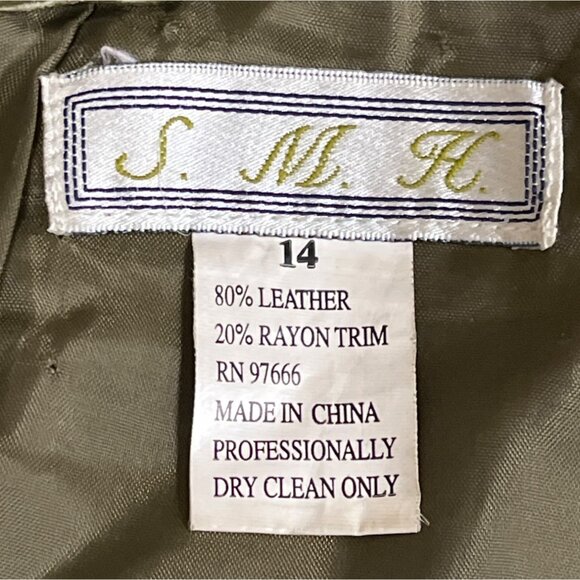 S. M. H.
14
80% LEATHER
20% RAYON TRIM
RN 97666
MADE IN CHINA
PROFESSIONALLY
DRY CLEAN ONLY